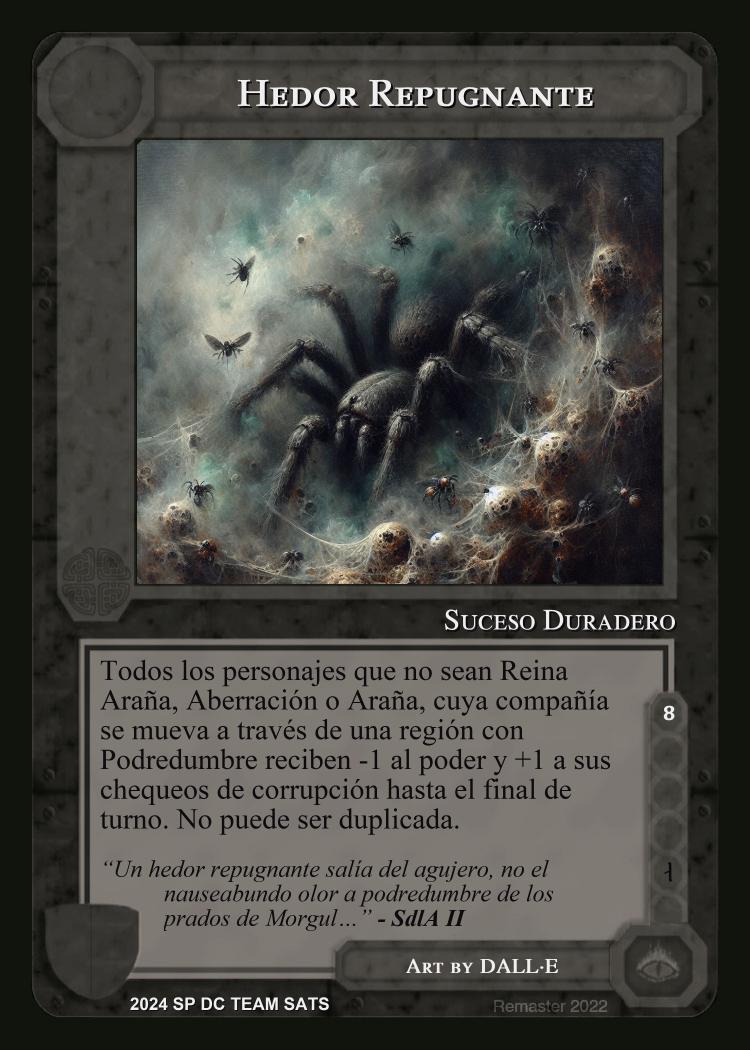 Hedor Repugnante
Suceso Duradero
Todos los personajes que no sean Reina
Araña, Aberración o Araña, cuya compañía
se mueva a través de una región con
Podredumbre reciben -1 al poder y +1 a sus
chequeos de corrupción hasta el final de
turno. No puede ser duplicada.
8
“Un hedor repugnante salía del agujero, no el
nauseabundo olor a podredumbre de los
prados de Morgul…” - SdlA II
Art by DALL·E
2024 SP DC TEAM SATS
Remaster 2022